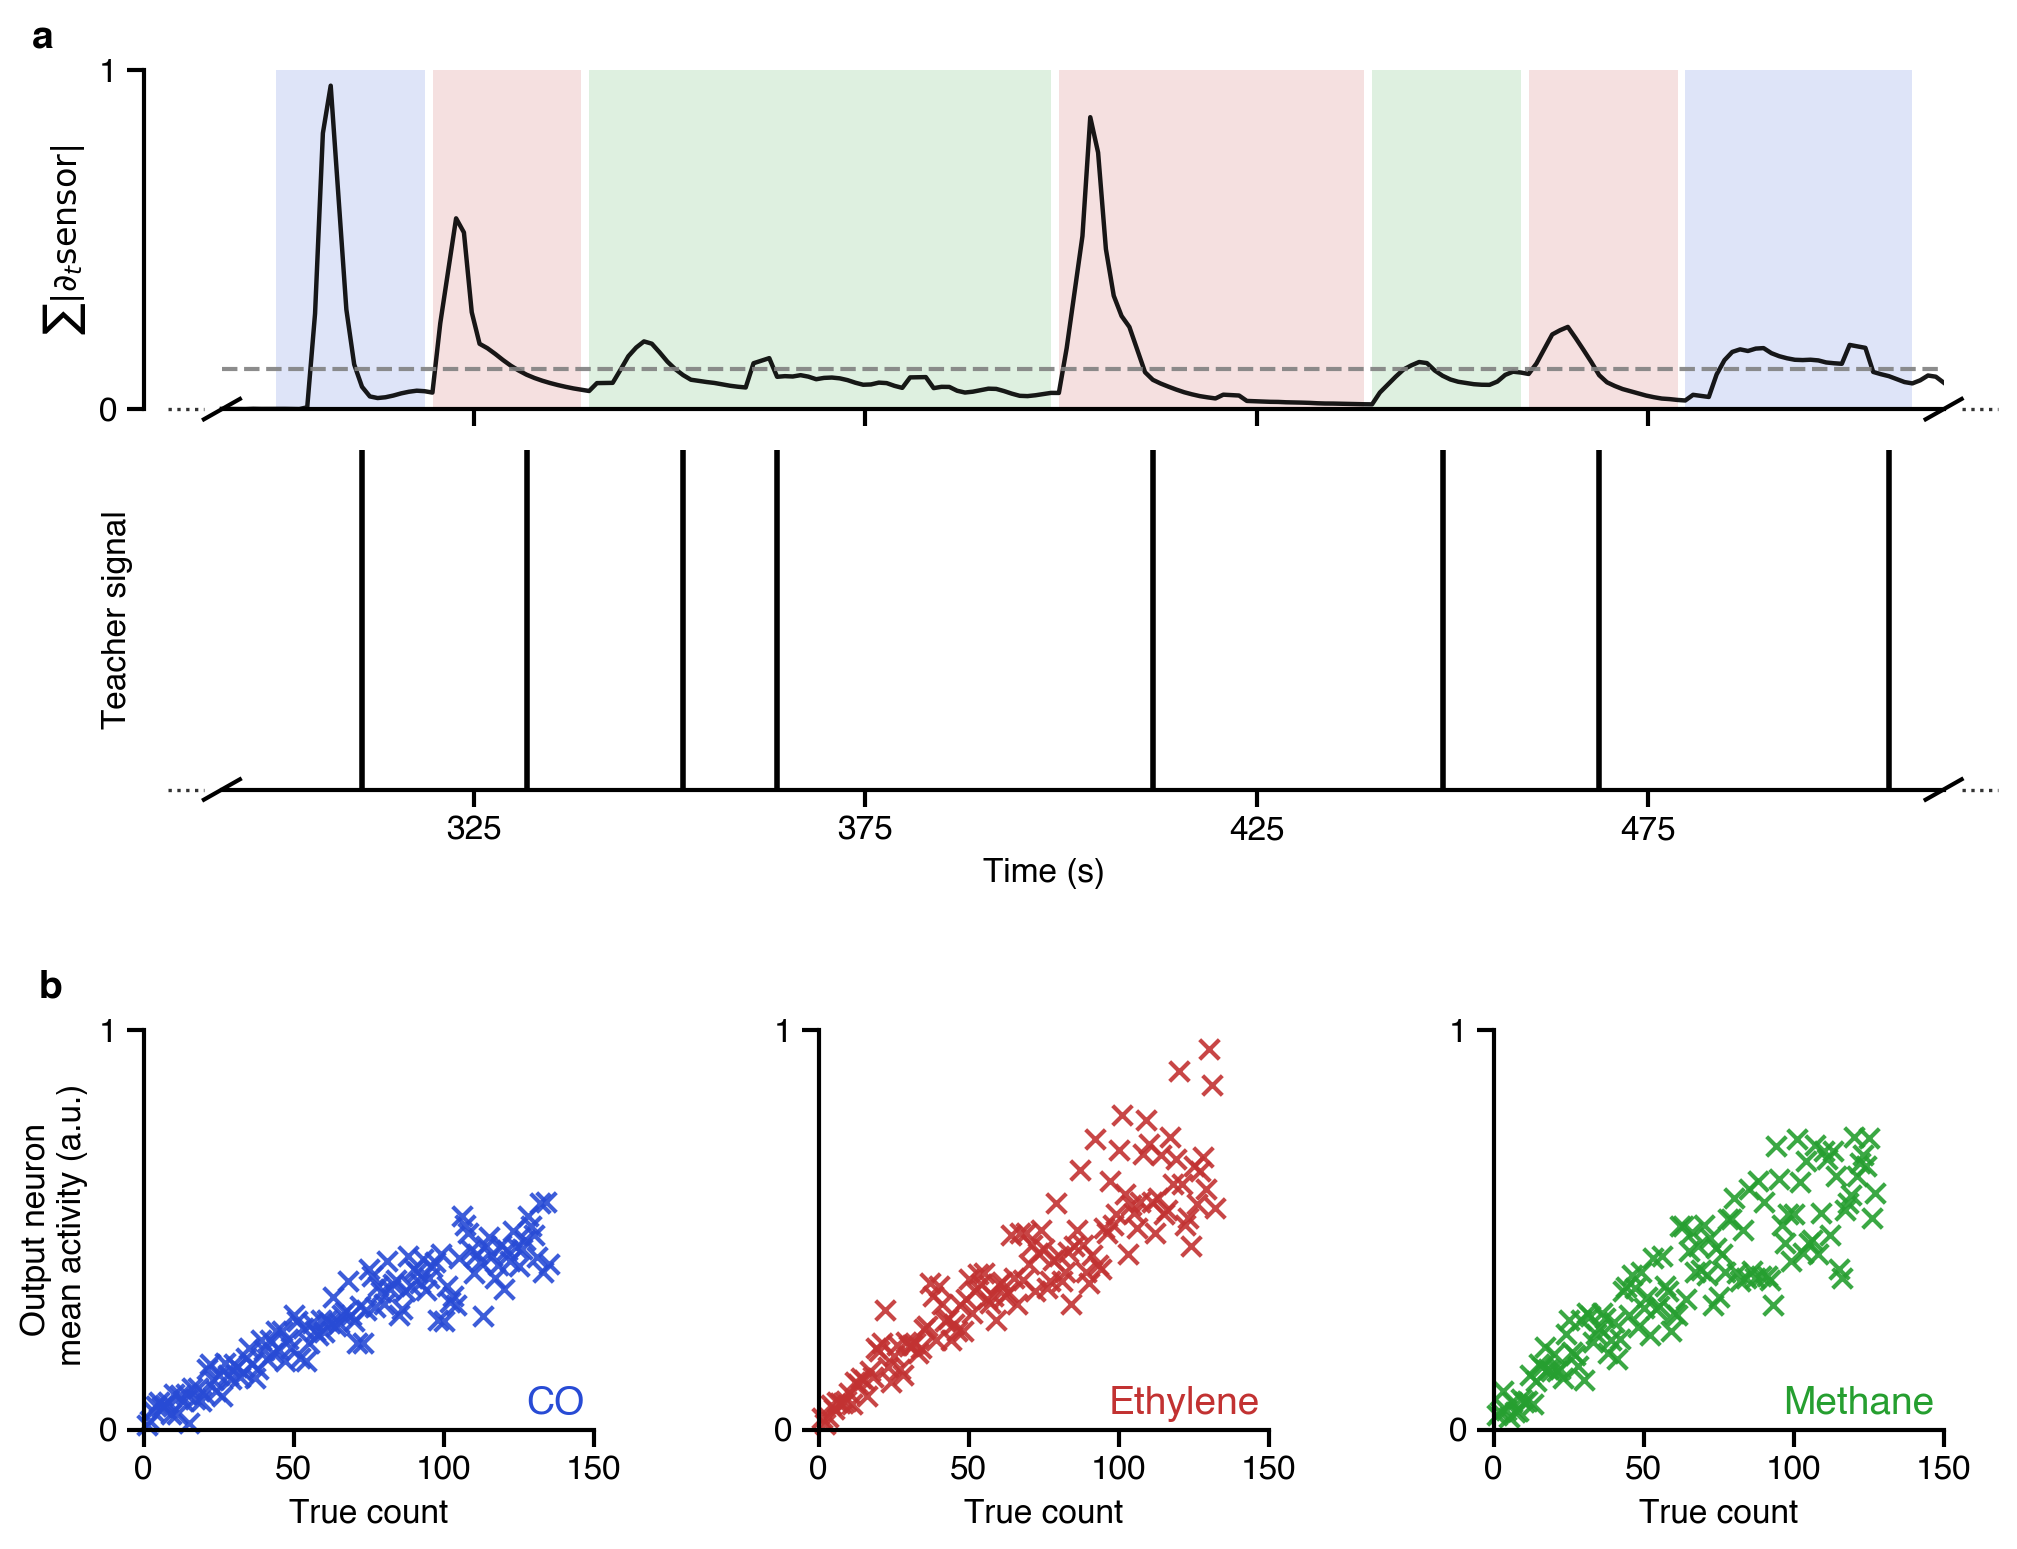 a
1
0
∑|∂ₜsensor|
Teacher signal
325 375 425 475
Time (s)
b
1
0
Output neuron
mean activity (a.u.)
CO
0 50 100 150
True count
1
0
Ethylene
0 50 100 150
True count
1
0
Methane
0 50 100 150
True count